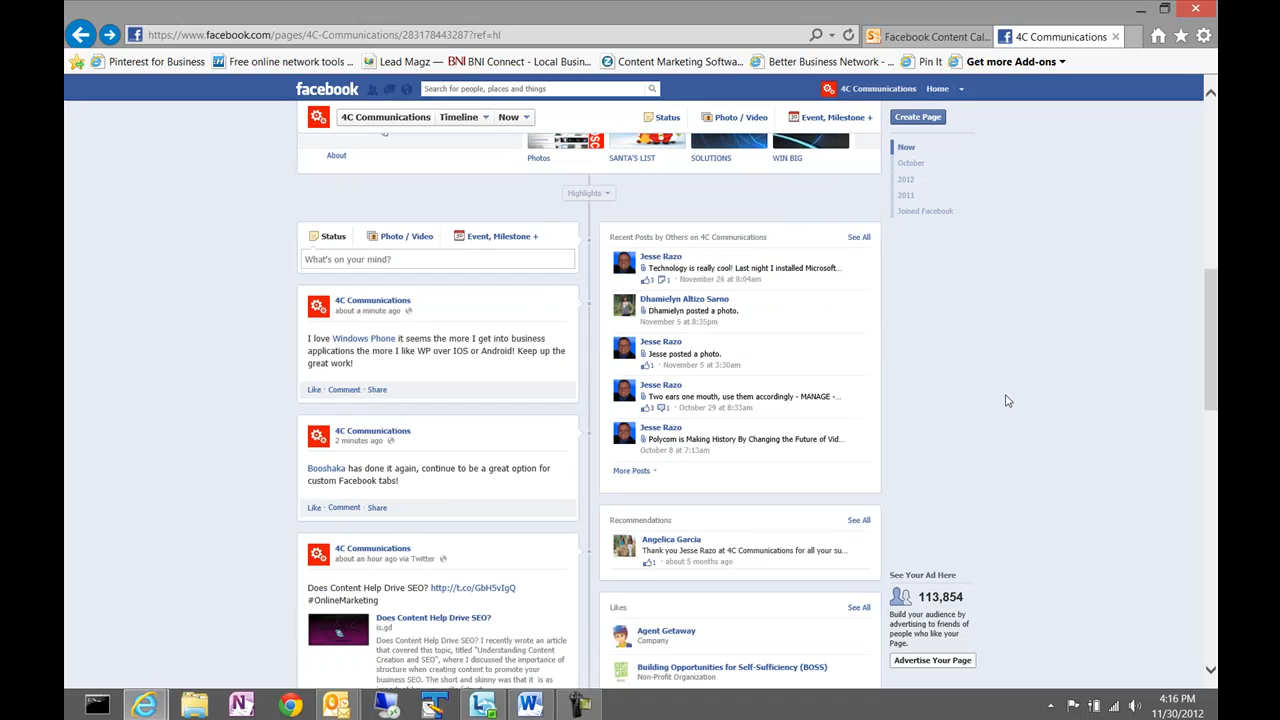 https://www.facebook.com/pages/4C-Communications/283178443287?ref=hl
Facebook Content Cal...
4C Communications
Pinterest for Business
Free online network tools ...
Lead Magz —
BNI BNI Connect - Local Busin...
Content Marketing Softwa...
Better Business Network - ...
Pin It
Get more Add-ons
facebook
Search for people, places and things
4C Communications
Home
4C Communications
Timeline
Now
Status
Photo / Video
Event, Milestone +
Create Page
About
Photos
SANTA'S LIST
SOLUTIONS
WIN BIG
Now
October
2012
2011
Joined Facebook
Highlights
Status
Photo / Video
Event, Milestone +
What's on your mind?
4C Communications
about a minute ago
I love Windows Phone it seems the more I get into business
applications the more I like WP over IOS or Android! Keep up the
great work!
Like · Comment · Share
4C Communications
2 minutes ago
Booshaka has done it again, continue to be a great option for
custom Facebook tabs!
Like · Comment · Share
4C Communications
about an hour ago via Twitter
Does Content Help Drive SEO? http://t.co/GbH5vIgQ
#OnlineMarketing
Does Content Help Drive SEO?
is.gd
Does Content Help Drive SEO? I recently wrote an article
that covered this topic, titled "Understanding Content
Creation and SEO", where I discussed the importance of
structure when creating content to promote your
business SEO. The short and skinny was that it is as
Recent Posts by Others on 4C Communications
See All
Jesse Razo
Technology is really cool! Last night I installed Microsoft...
3 1 · November 26 at 8:04am
Dhamielyn Altizo Sarno
Dhamielyn posted a photo.
November 5 at 8:35pm
Jesse Razo
Jesse posted a photo.
1 · November 5 at 3:30am
Jesse Razo
Two ears one mouth, use them accordingly - MANAGE -...
3 1 · October 29 at 8:33am
Jesse Razo
Polycom is Making History By Changing the Future of Vid...
October 8 at 7:13am
More Posts
Recommendations
See All
Angelica Garcia
Thank you Jesse Razo at 4C Communications for all your su...
1 · about 5 months ago
Likes
See All
Agent Getaway
Company
Building Opportunities for Self-Sufficiency (BOSS)
Non-Profit Organization
See Your Ad Here
113,854
Build your audience by
advertising to friends of
people who like your
Page.
Advertise Your Page
4:16 PM
11/30/2012